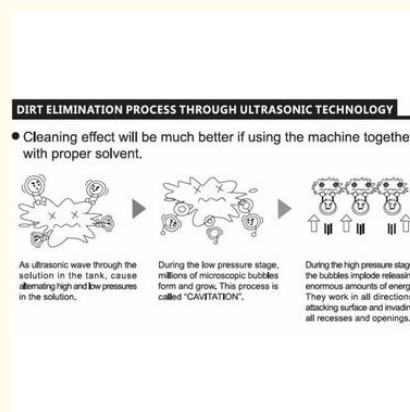 DIRT ELIMINATION PROCESS THROUGH ULTRASONIC TECHNOLOGY
● Cleaning effect will be much better if using the machine togethe
with proper solvent.
As ultrasonic wave through the
solution in the tank, cause
alternating high and low pressures
in the solution.
During the low pressure stage,
millions of microscopic bubbles
form and grow. This process is
called "CAVITATION".
During the high pressure stag
the bubbles implode releasin
enormous amounts of energ
They work in all direction
attacking surface and invadin
all recesses and openings.